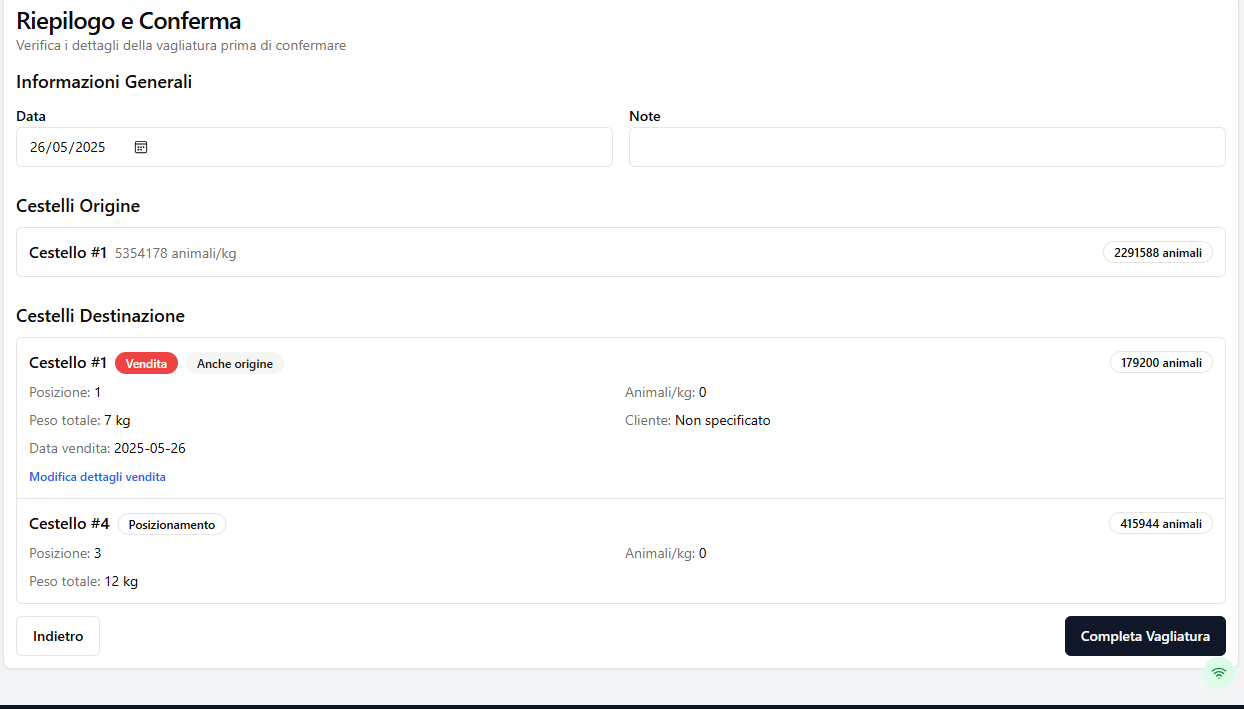 Riepilogo e Conferma
Verifica i dettagli della vagliatura prima di confermare
Informazioni Generali
Data
Note
26/05/2025
Cestelli Origine
Cestello #1 5354178 animali/kg 2291588 animali
Cestelli Destinazione
Cestello #1 Vendita Anche origine 179200 animali
Posizione: 1 Animali/kg: 0
Peso totale: 7 kg Cliente: Non specificato
Data vendita: 2025-05-26
Modifica dettagli vendita
Cestello #4 Posizionamento 415944 animali
Posizione: 3 Animali/kg: 0
Peso totale: 12 kg
Indietro Completa Vagliatura